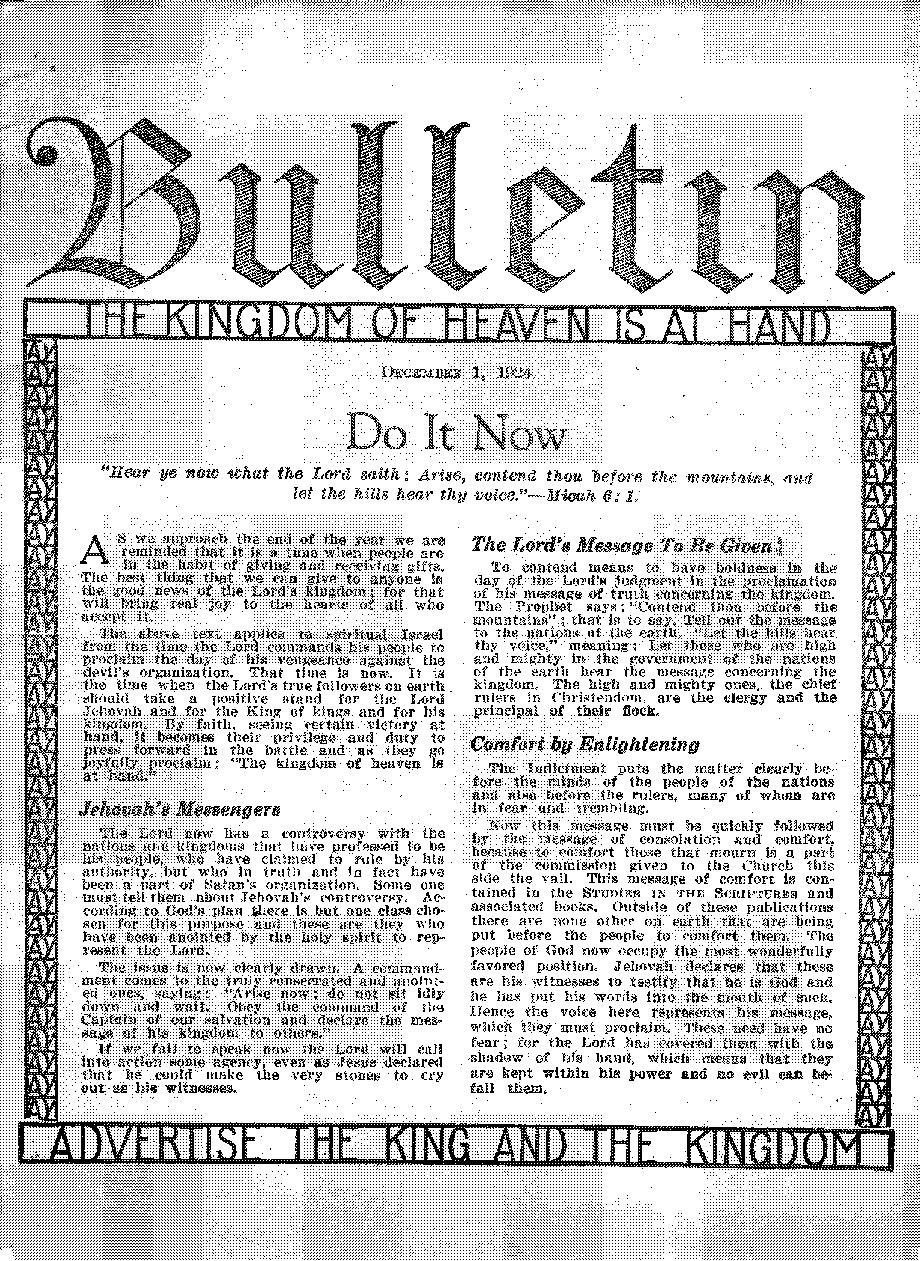 Bulletin
THE KINGDOM OF HEAVEN IS AT HAND
DECEMBER 1, 1924
Do It Now
"Hear ye now what the Lord saith: Arise, contend thou before the mountains, and
let the hills hear thy voice."—Micah 6:1.
AS we approach the end of the year we are
reminded that it is a time when people are
in the habit of giving and receiving gifts.
The best thing that we can give to anyone is
the good news of the Lord's kingdom; for that
will bring real joy to the hearts of all who
accept it.
The above text applies to spiritual Israel
from the time the Lord commands his people to
proclaim the day of his vengeance against the
devil's organization. That time is now. It is
the time when the Lord's true followers on earth
should take a positive stand for the Lord
Jehovah and for the King of kings and for his
kingdom. By faith, seeing certain victory at
hand, it becomes their privilege and duty to
press forward in the battle and as they go
joyfully proclaim: "The kingdom of heaven is
at hand."
Jehovah's Messengers
The Lord now has a controversy with the
nations and kingdoms that have professed to be
his people, who have claimed to rule by his
authority, but who in truth and in fact have
been a part of Satan's organization. Some one
must tell them about Jehovah's controversy. Ac-
cording to God's plan there is but one class cho-
sen for this purpose and these are they who
have been anointed by the holy spirit to rep-
resent the Lord.
The issue is now clearly drawn. A command-
ment comes to the truly consecrated and anoint-
ed ones, saying: "Arise now; do not sit idly
down and wait. Obey the command of the
Captain of our salvation and declare the mes-
sage of his kingdom to others."
If we fail to speak now the Lord will call
into action some agency, even as Jesus declared
that he could make the very stones to cry
out as his witnesses.
The Lord's Message To Be Given
To contend means to have boldness in the
day of the Lord's judgment in the proclamation
of his message of truth concerning the kingdom.
The Prophet says: "Contend thou before the
mountains"; that is to say, Tell out the message
to the nations of the earth. "Let the hills hear
thy voice," meaning: Let those who are high
and mighty in the government of the nations
of the earth hear the message concerning the
kingdom. The high and mighty ones, the chief
rulers in Christendom, are the clergy and the
principal of their flock.
Comfort by Enlightening
The Indictment puts the matter clearly be-
fore the minds of the people of the nations
and also before the rulers, many of whom are
in fear and trembling.
Now this message must be quickly followed
by the message of consolation and comfort,
because to comfort those that mourn is a part
of the commission given to the Church this
side the vail. This message of comfort is con-
tained in the STUDIES IN THE SCRIPTURES and
associated books. Outside of these publications
there are none other on earth that are being
put before the people to comfort them. The
people of God now occupy the most wonderfully
favored position. Jehovah declares that these
are his witnesses to testify that he is God and
he has put his words into the mouth of such.
Hence the voice here represents his message,
which they must proclaim. These need have no
fear; for the Lord has covered them with the
shadow of his hand, which means that they
are kept within his power and no evil can be-
fall them.
ADVERTISE THE KING AND THE KINGDOM